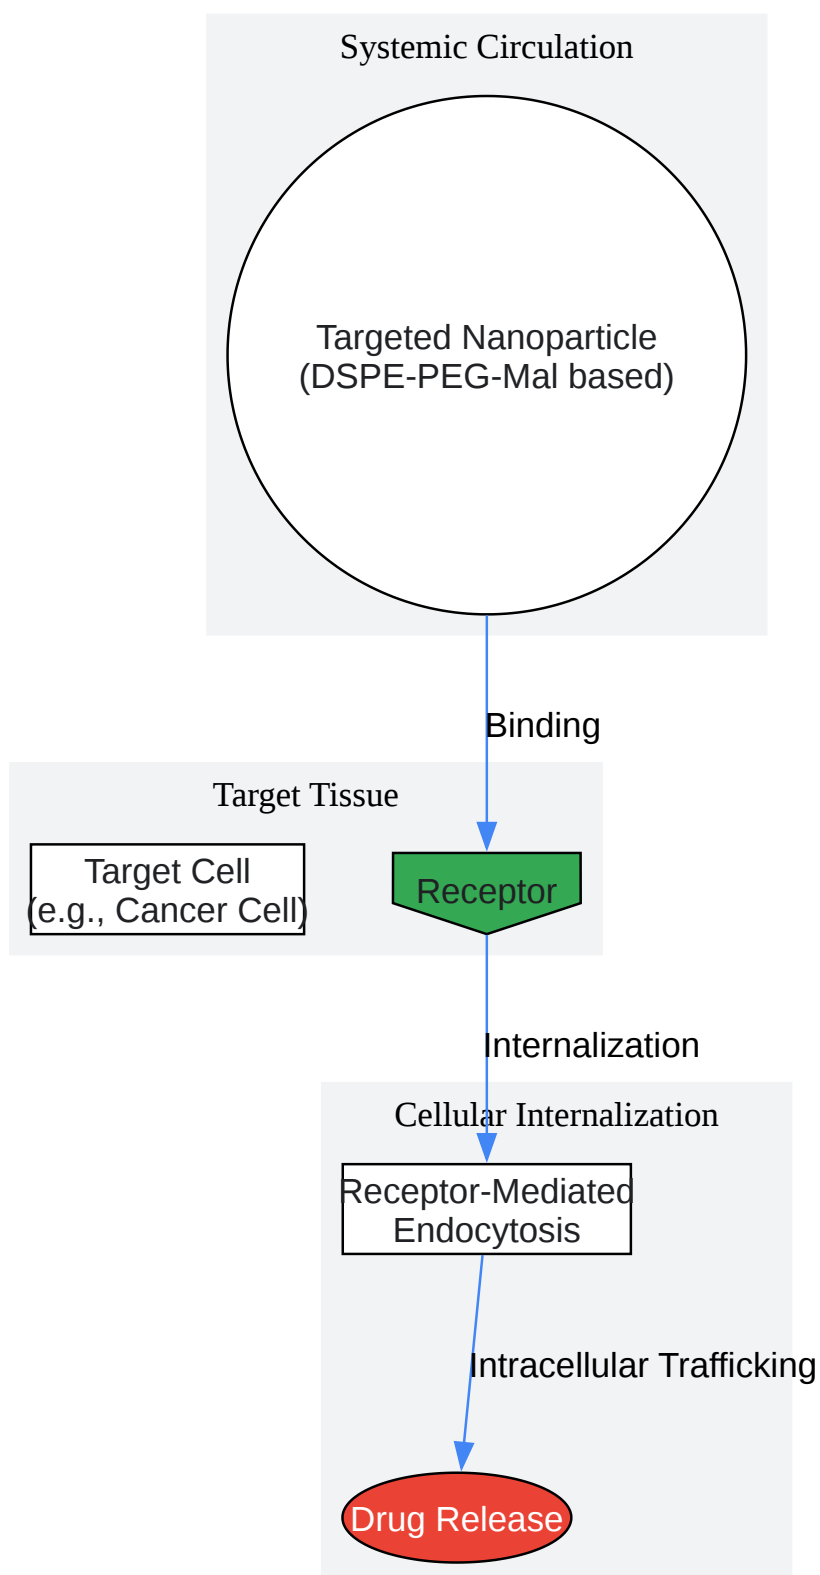 Systemic Circulation
Targeted Nanoparticle
(DSPE-PEG-Mal based)
Binding
Target Tissue
Target Cell
(e.g., Cancer Cell)
Receptor
Internalization
Cellular Internalization
Receptor-Mediated
Endocytosis
Intracellular Trafficking
Drug Release